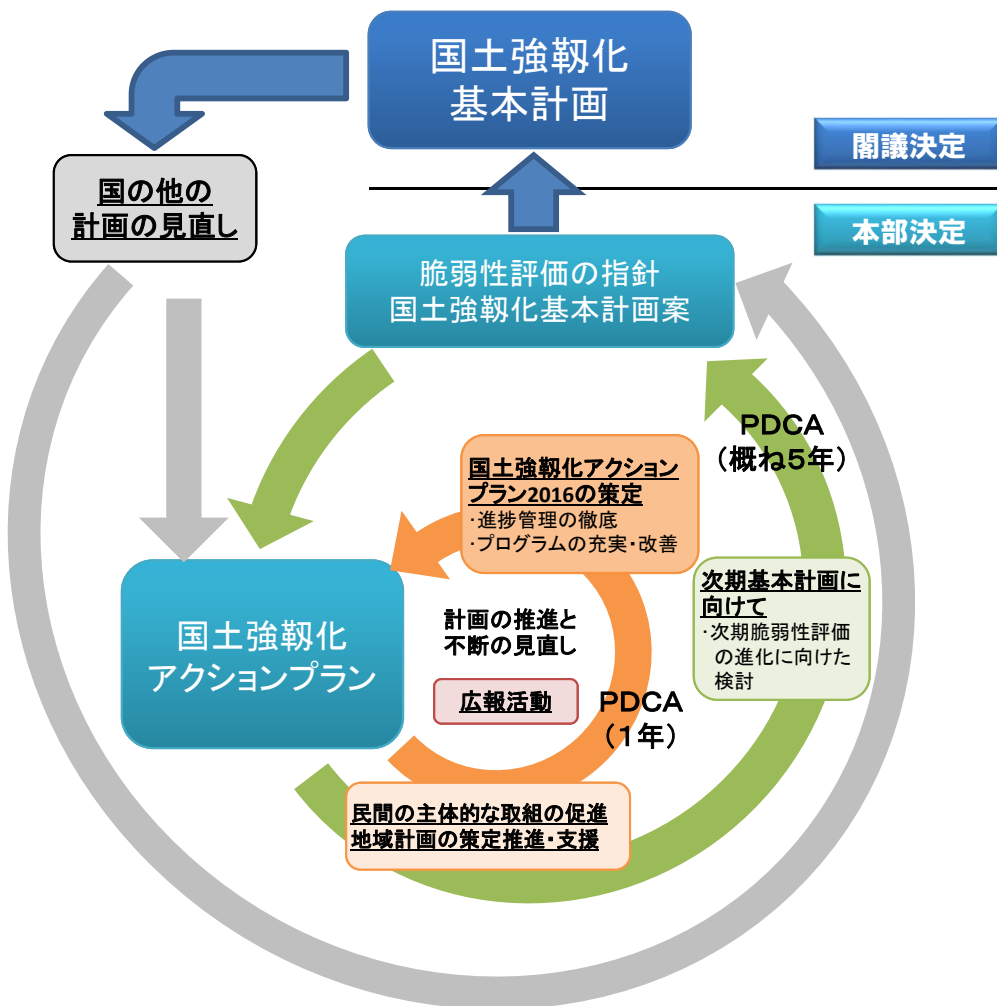 国土強靱化
基本計画
閣議決定
国の他の
計画の見直し
本部決定
脆弱性評価の指針
国土強靱化基本計画案
PDCA
（概ね５年）
国土強靱化アクション
プラン2016の策定
・進捗管理の徹底
・プログラムの充実・改善
次期基本計画に
向けて
・次期脆弱性評価
の進化に向けた
検討
国土強靱化
アクションプラン
計画の推進と
不断の見直し
広報活動
PDCA
（１年）
民間の主体的な取組の促進
地域計画の策定推進・支援